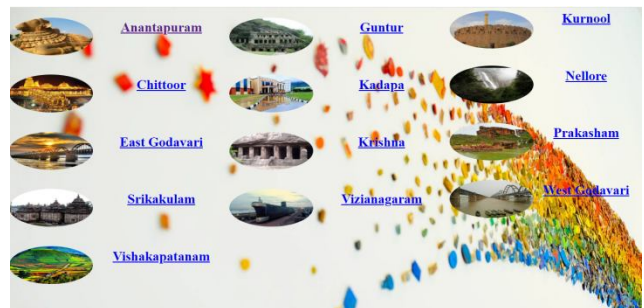 Anantapuram
Guntur
Kurnool
Chittoor
Kadapa
Nellore
East Godavari
Krishna
Prakasham
Srikakulam
Vizianagaram
West Godavari
Vishakapatanam